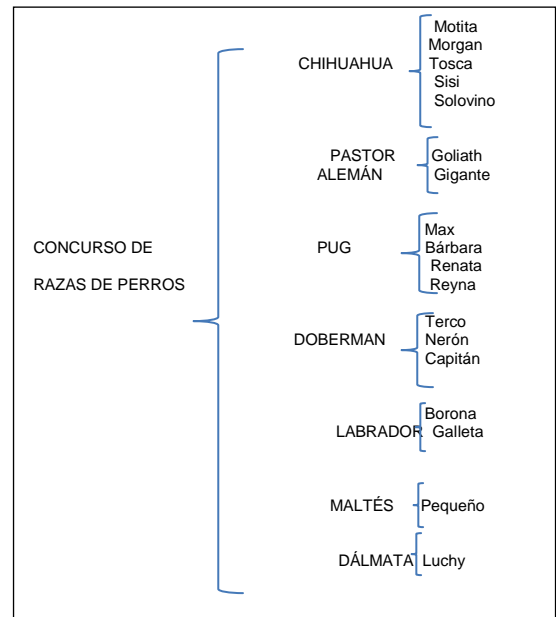 CONCURSO DE
RAZAS DE PERROS
CHIHUAHUA
Motita
Morgan
Tosca
Sisi
Solovino
PASTOR
ALEMÁN
Goliath
Gigante
PUG
Max
Bárbara
Renata
Reyna
DOBERMAN
Terco
Nerón
Capitán
LABRADOR
Borona
Galleta
MALTÉS
Pequeño
DÁLMATA
Luchy